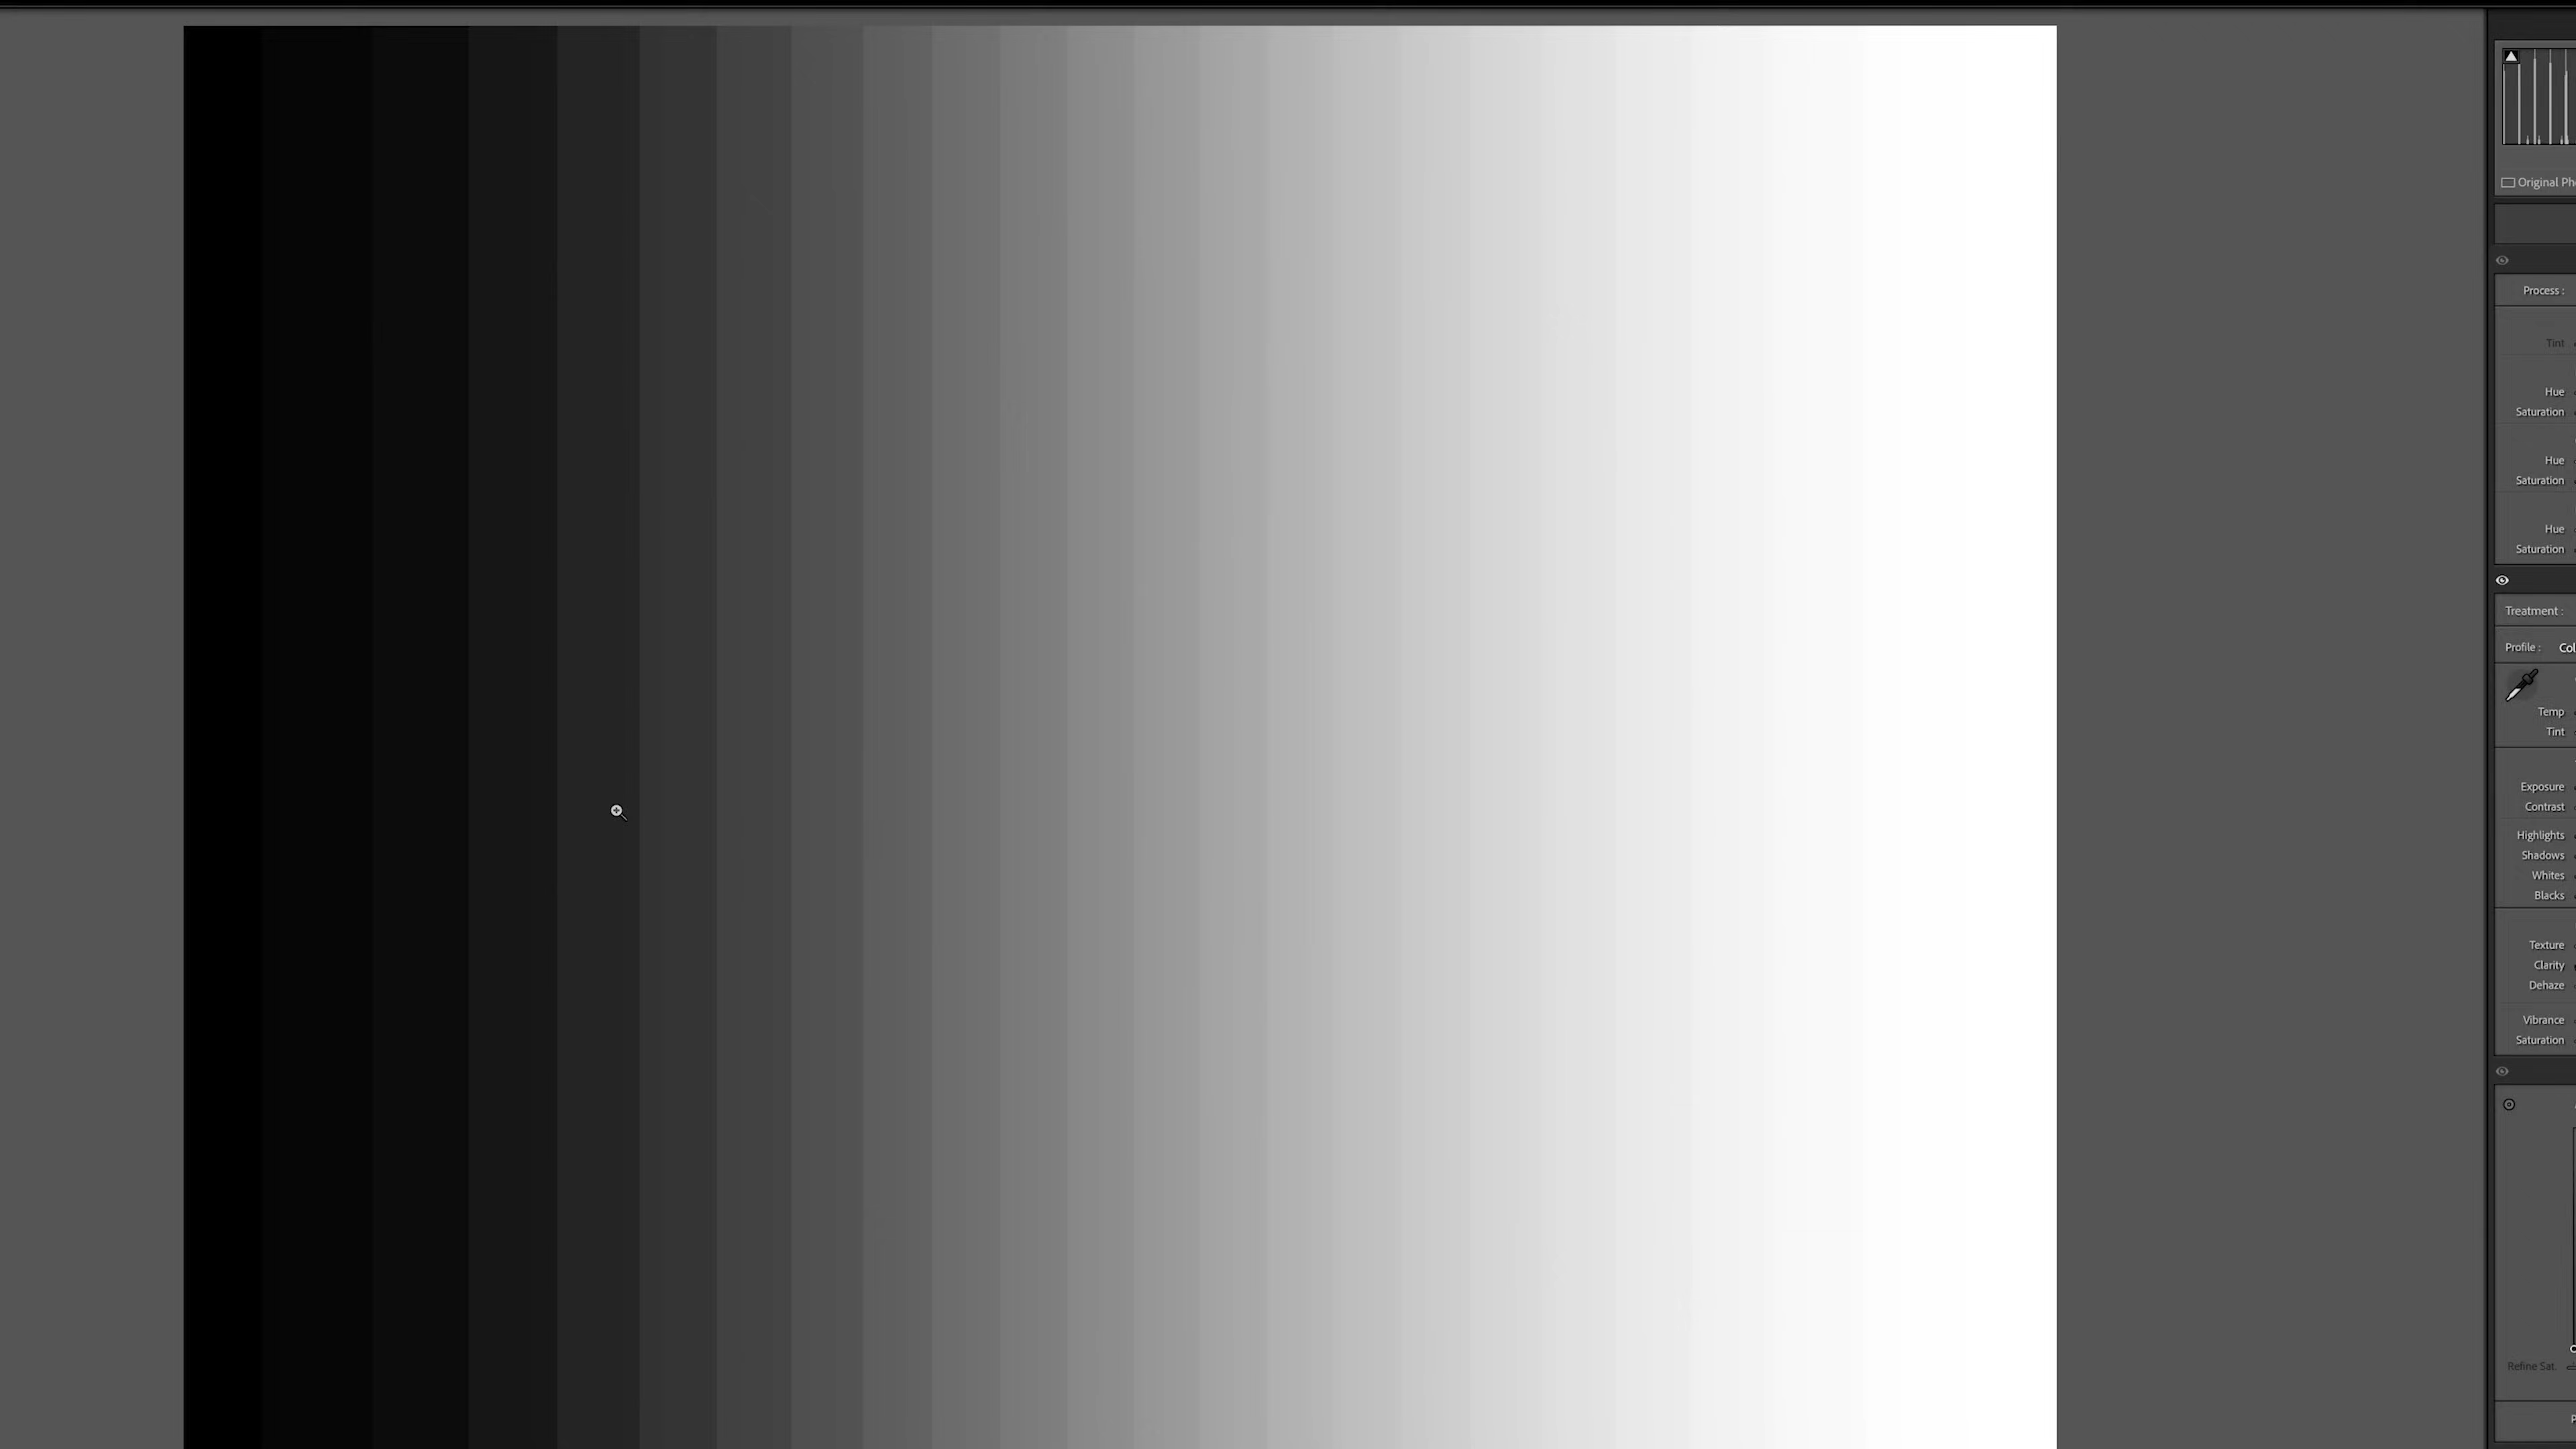 Original Ph
Process :
Tint
Hue
Saturation
Hue
Saturation
Hue
Saturation
Treatment :
Profile : Col
Temp
Tint
Exposure
Contrast
Highlights
Shadows
Whites
Blacks
Texture
Clarity
Dehaze
Vibrance
Saturation
Refine Sat.
P